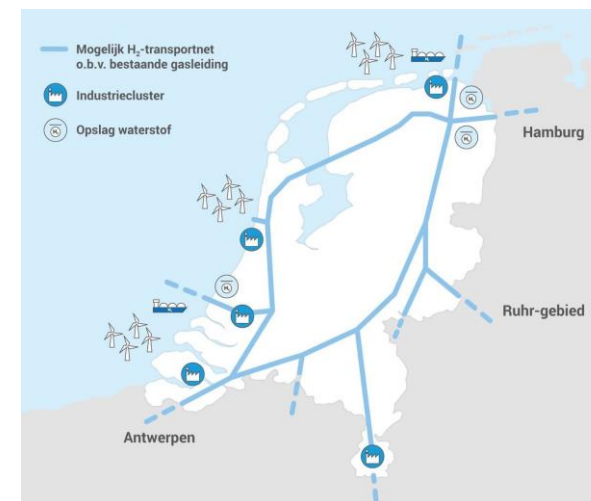 Mogelijk H₂-transportnet
o.b.v. bestaande gasleiding
Industriecluster
Opslag waterstof
Hamburg
Ruhr-gebied
Antwerpen